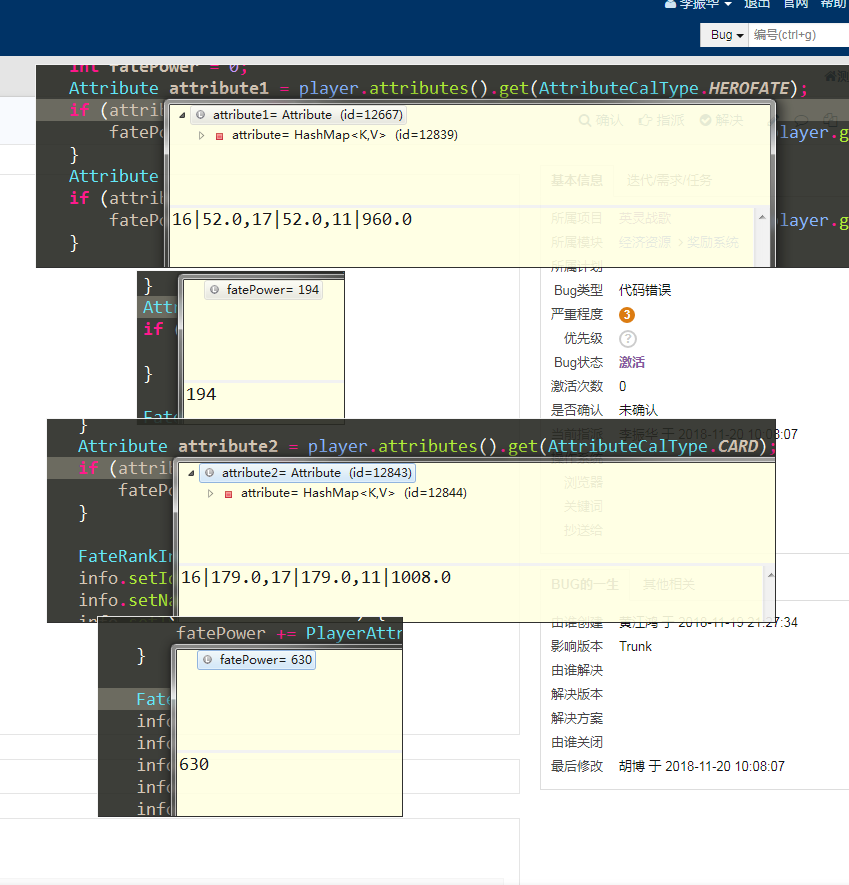 李振华 退出 官网 帮助
Bug 编号(ctrl+g)
int fatePower = 0;
Attribute attribute1 = player.attributes().get(AttributeCalType.HEROFATE);
if (attrib
attribute1= Attribute (id=12667)
确认 指派 解决
fatePo
attribute= HashMap<K,V> (id=12839)
layer.g
}
Attribute
基本信息 迭代/需求/任务
if (attrib
fatePo
16|52.0,17|52.0,11|960.0
所属项目 英灵战歌
layer.g
}
所属模块 经济资源 > 奖励系统
所属计划
}
Attr
fatePower= 194
Bug类型 代码错误
严重程度 3
if (
优先级 ?
}
Bug状态 激活
194
激活次数 0
是否确认 未确认
Fate
}
当前指派 李振华 于 2018-11-20 10:08:07
Attribute attribute2 = player.attributes().get(AttributeCalType.CARD);
if (attrib
attribute2= Attribute (id=12843)
浏览器
fatePo
attribute= HashMap<K,V> (id=12844)
关键词
}
抄送给
FateRankIn
info.setId
16|179.0,17|179.0,11|1008.0
BUG的一生 其他相关
info.setNa
由谁创建 黄江鸿 于 2018-11-19 21:27:34
fatePower += PlayerAttr
}
影响版本 Trunk
fatePower= 630
由谁解决
Fate
解决版本
info
解决方案
info
由谁关闭
info
630
最后修改 胡博 于 2018-11-20 10:08:07
info
info